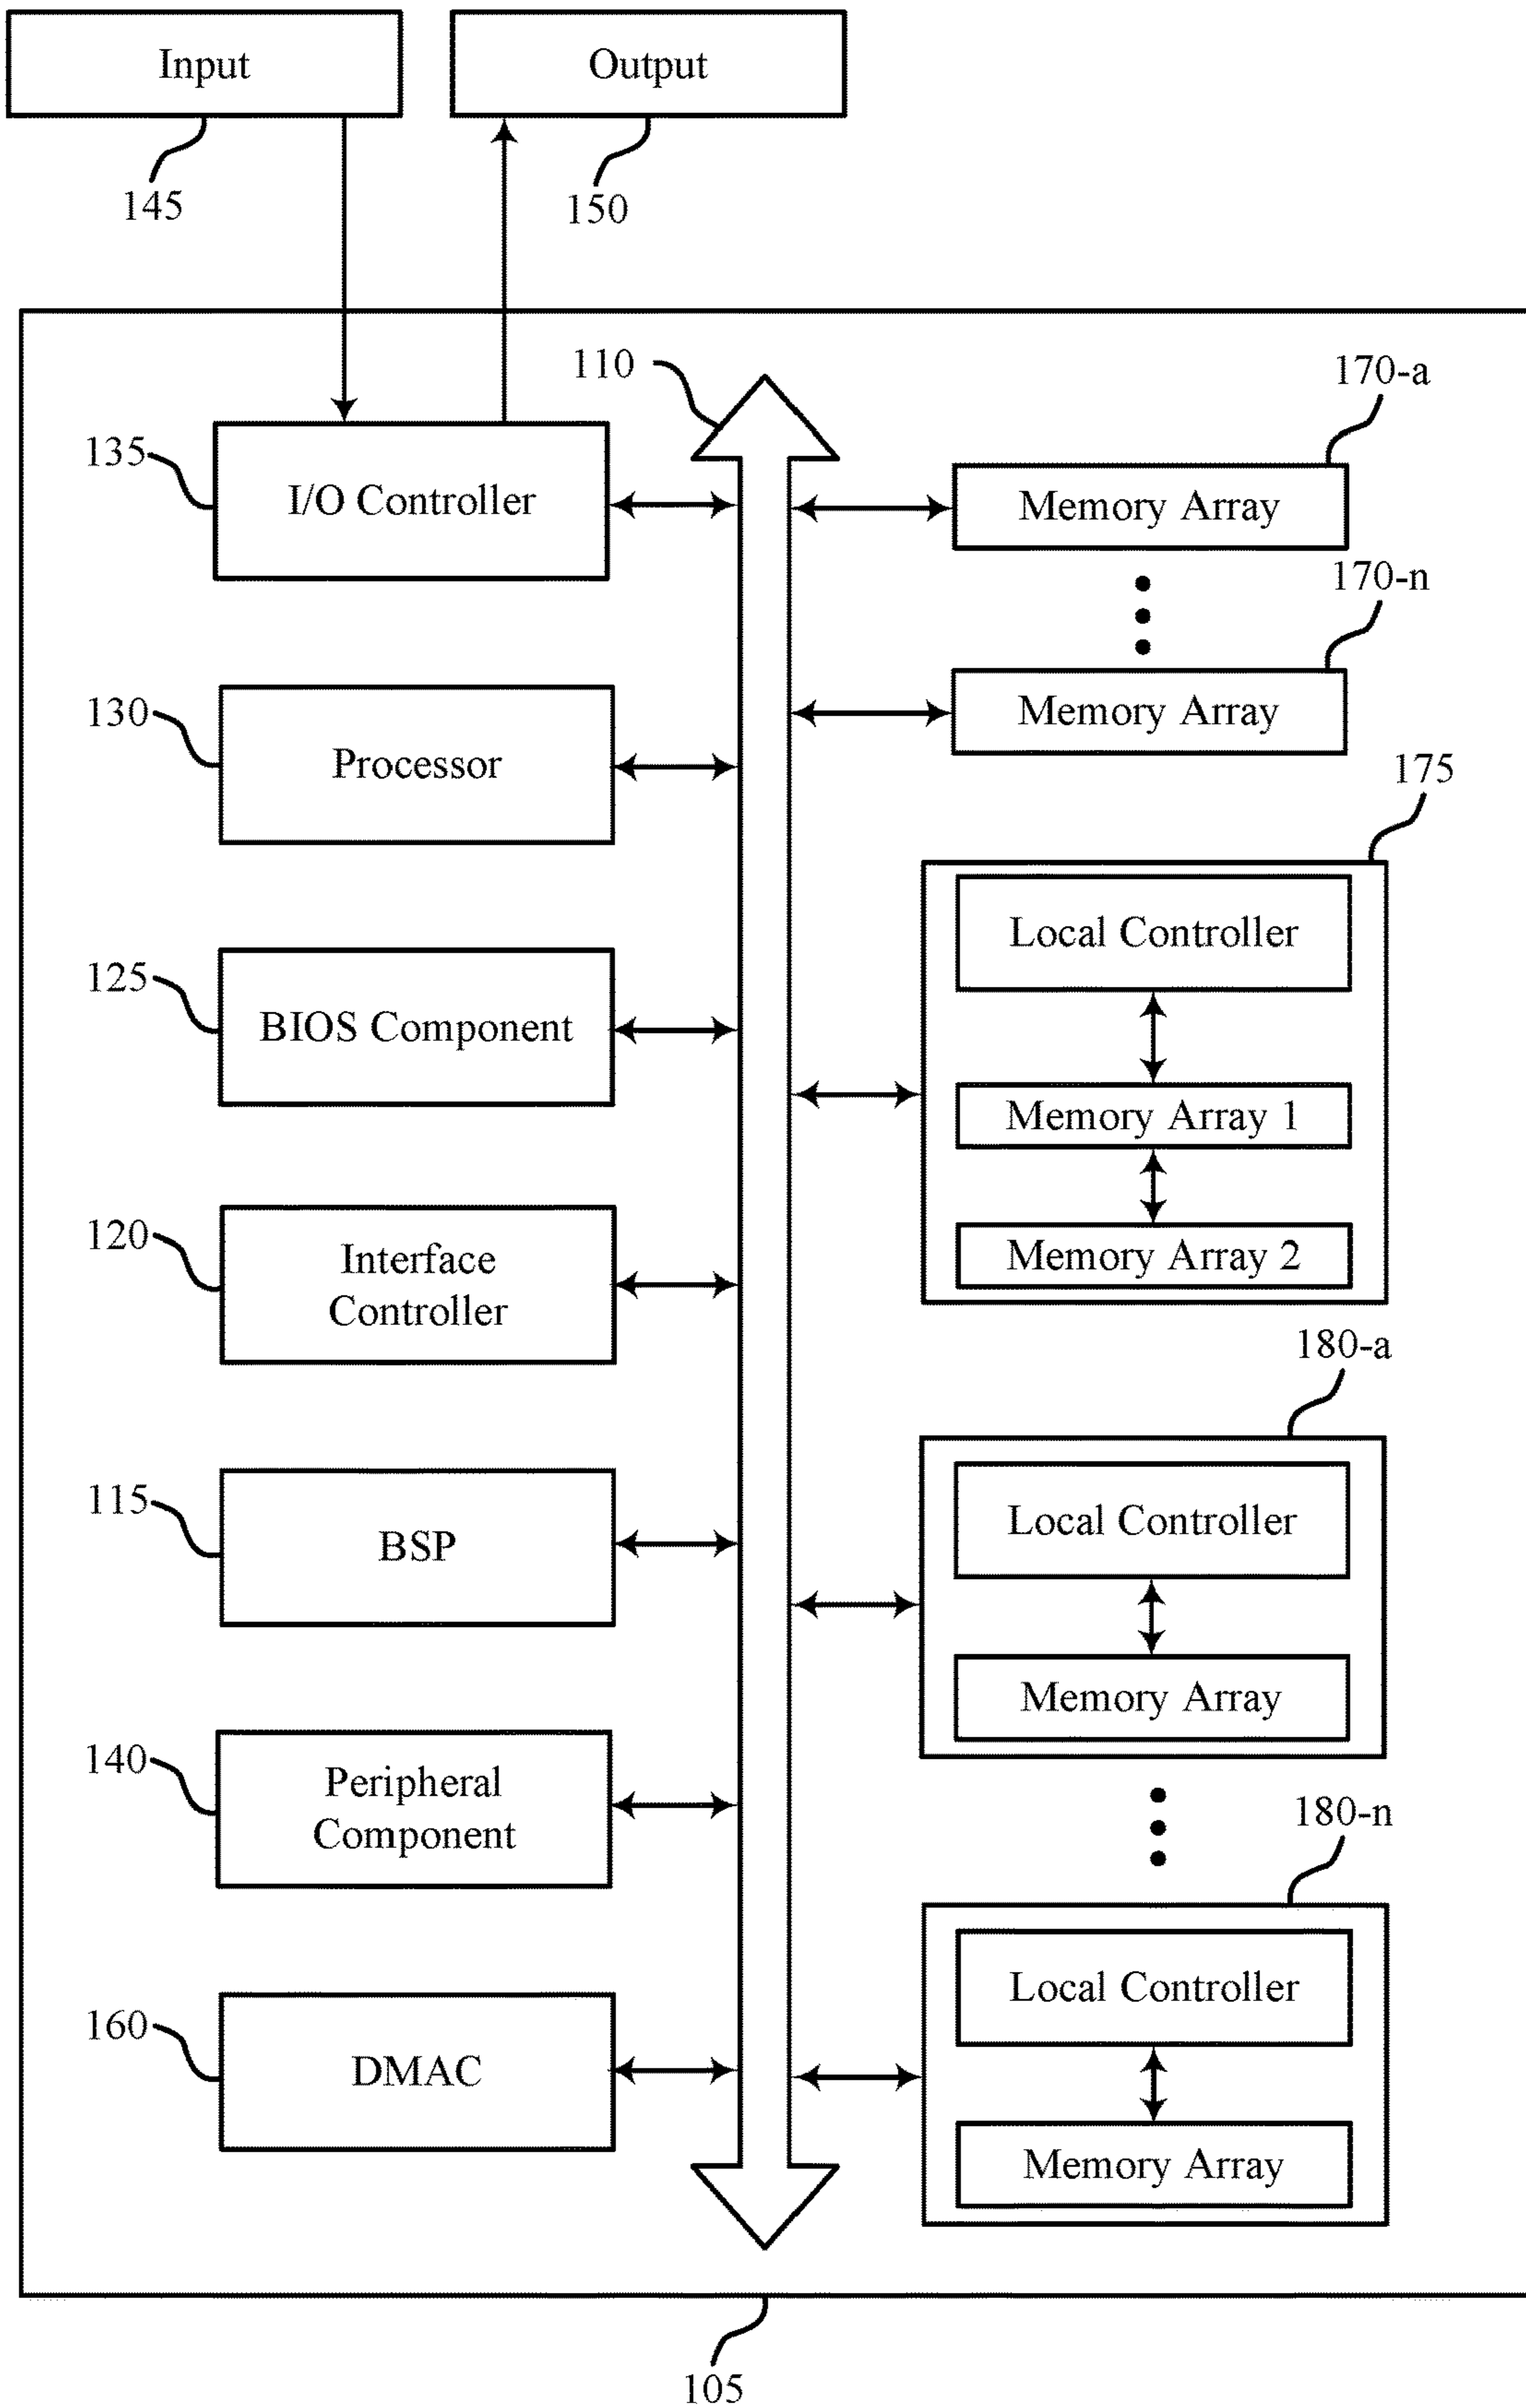 Input
Output
145
150
110
170-a
135
I/O Controller
Memory Array
170-n
130
Processor
Memory Array
175
125
BIOS Component
Local Controller
Memory Array 1
Memory Array 2
120
Interface
Controller
180-a
115
BSP
Local Controller
Memory Array
140
Peripheral
Component
180-n
160
DMAC
Local Controller
Memory Array
105